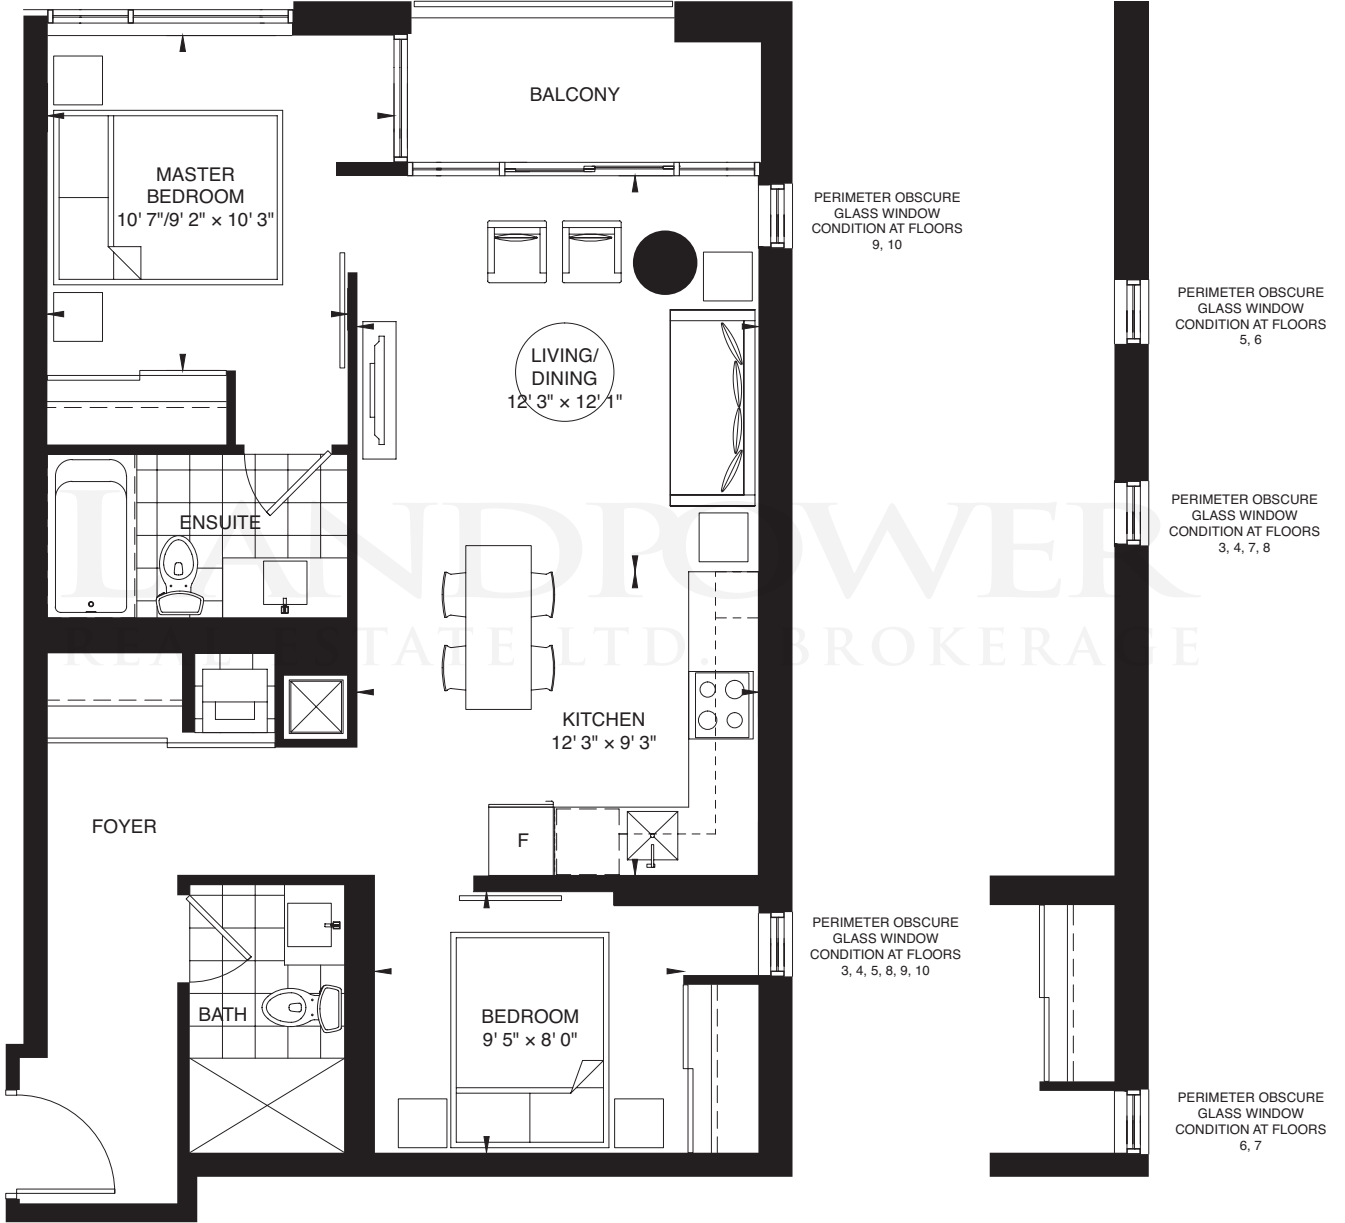 BALCONY
MASTER
BEDROOM
10' 7"/9' 2" × 10' 3"
PERIMETER OBSCURE
GLASS WINDOW
CONDITION AT FLOORS
9, 10
PERIMETER OBSCURE
GLASS WINDOW
CONDITION AT FLOORS
5, 6
LIVING/
DINING
12' 3" × 12' 1"
ENSUITE
PERIMETER OBSCURE
GLASS WINDOW
CONDITION AT FLOORS
3, 4, 7, 8
LANDPOWER
REAL ESTATE LTD. BROKERAGE
KITCHEN
12' 3" × 9' 3"
FOYER
F
PERIMETER OBSCURE
GLASS WINDOW
CONDITION AT FLOORS
3, 4, 5, 8, 9, 10
BATH
BEDROOM
9' 5" × 8' 0"
PERIMETER OBSCURE
GLASS WINDOW
CONDITION AT FLOORS
6, 7